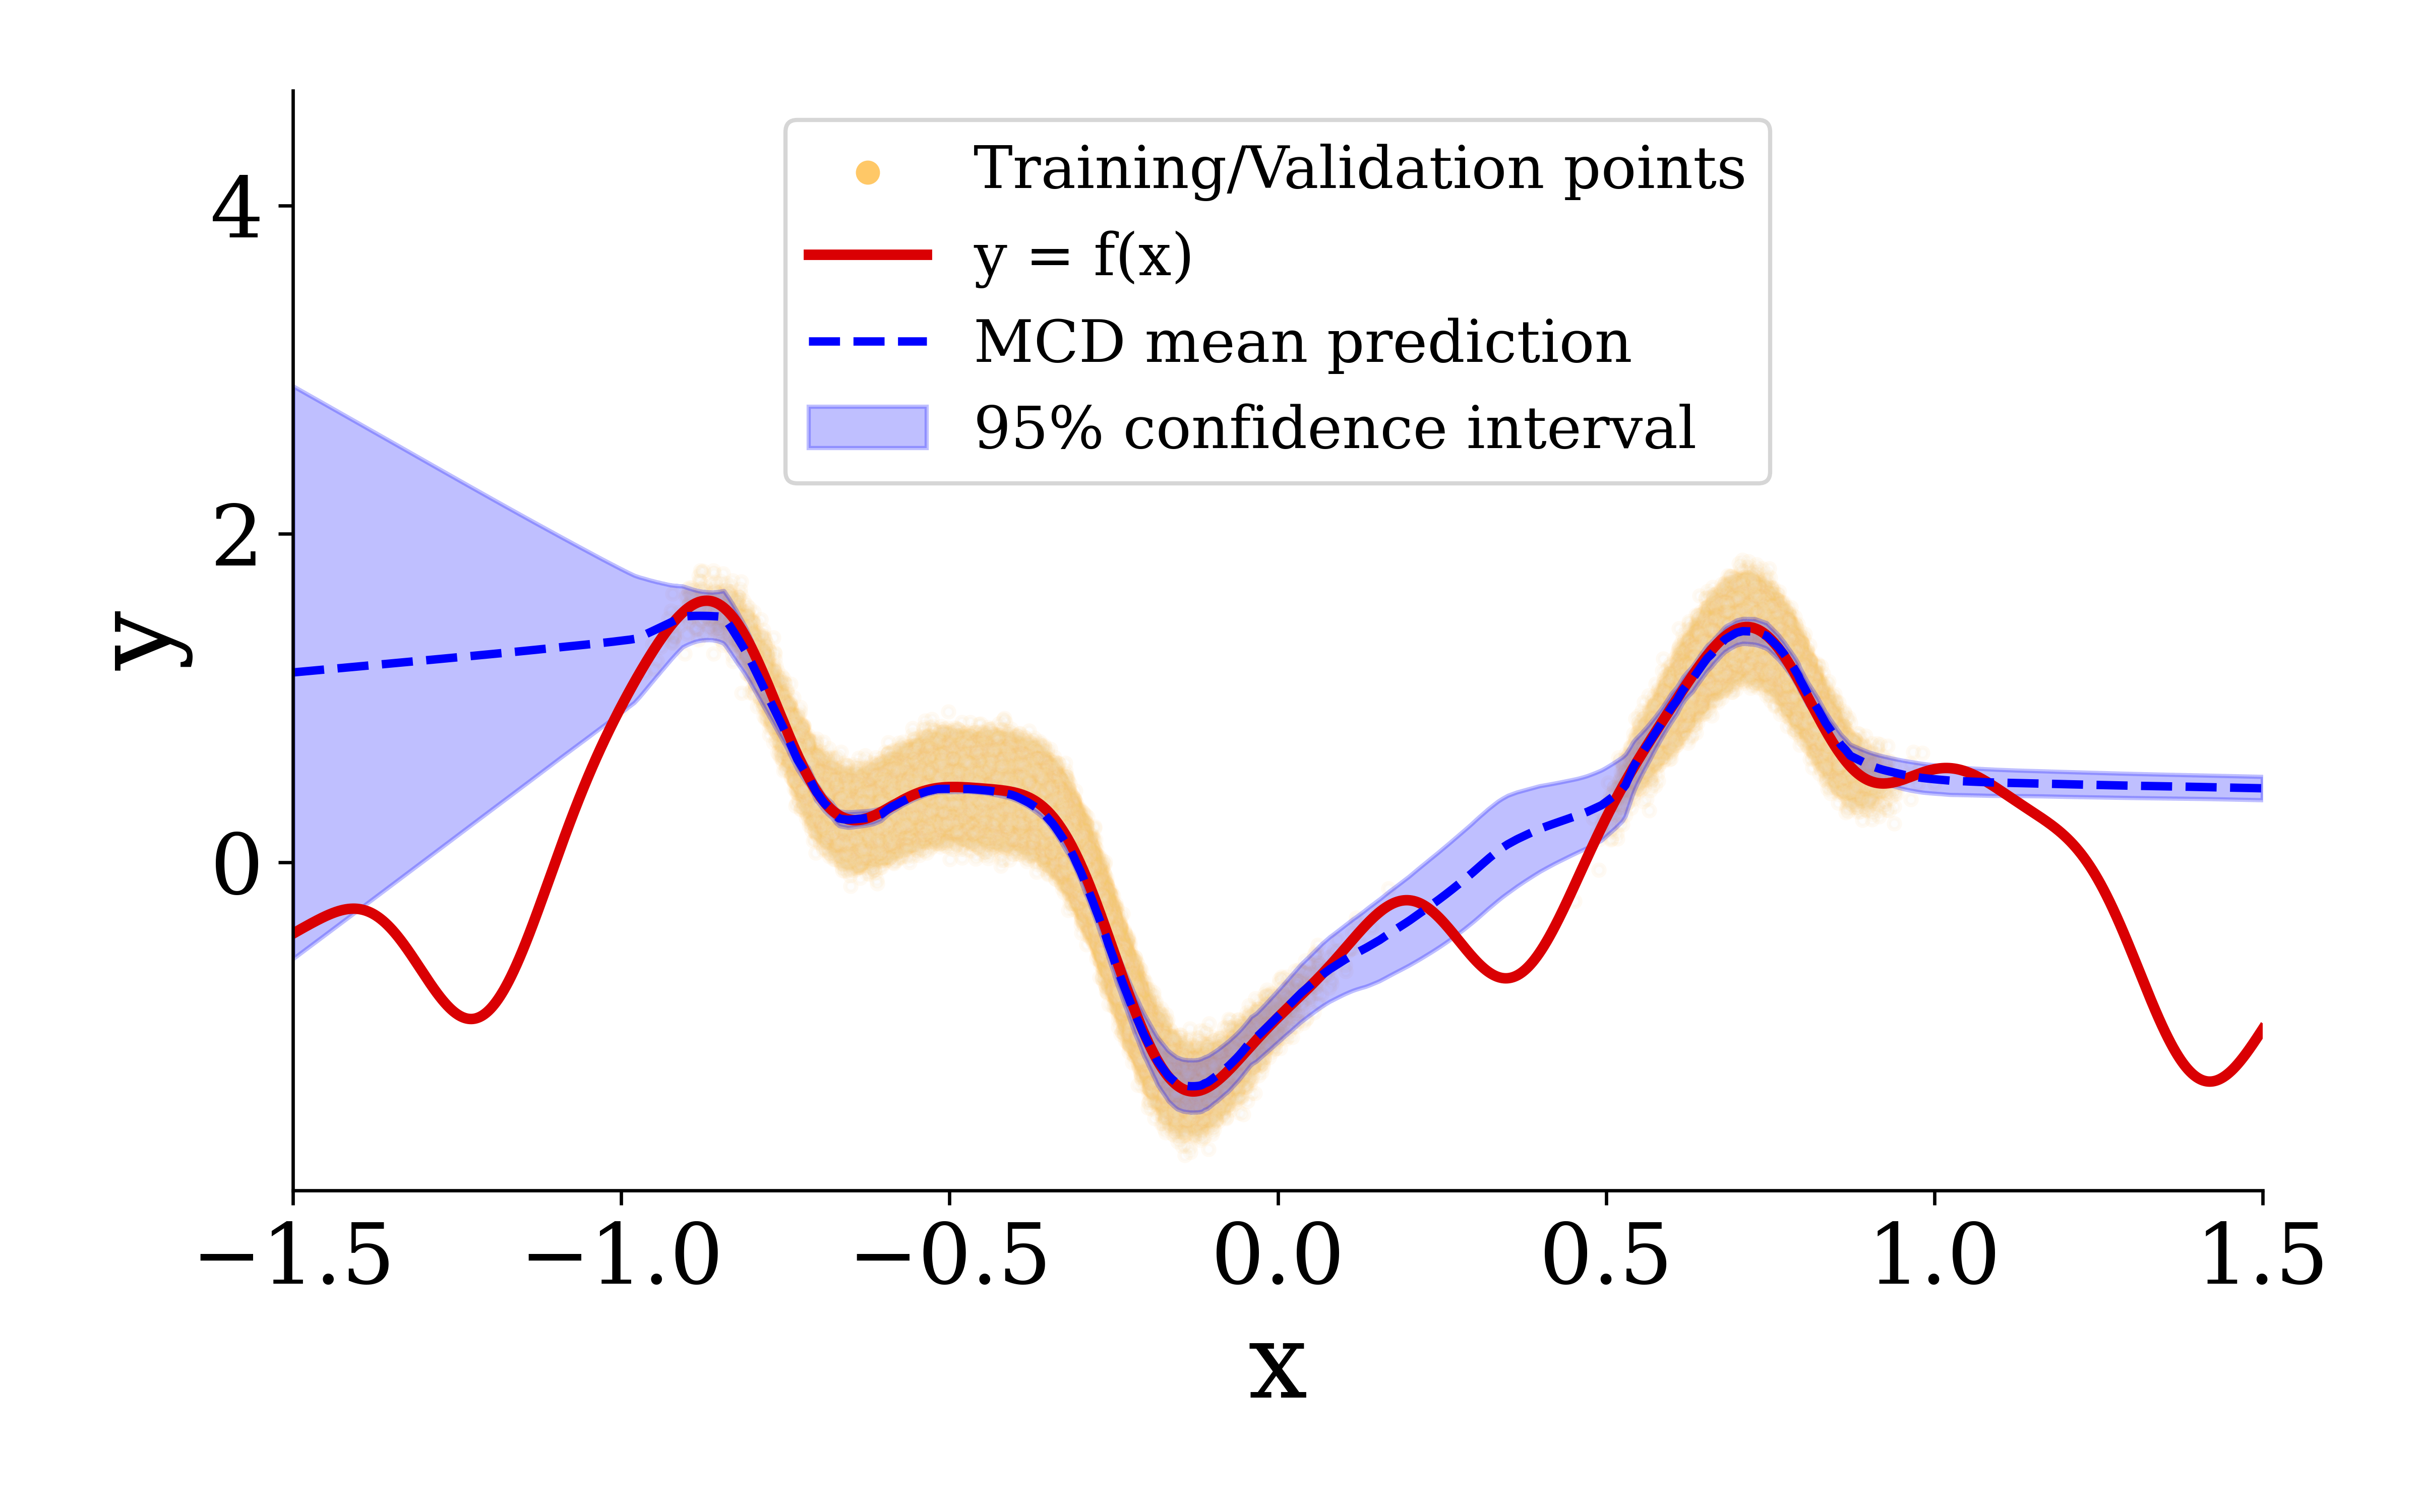 Training/Validation points
y = f(x)
MCD mean prediction
95% confidence interval
y
4
2
0
−1.5 −1.0 −0.5 0.0 0.5 1.0 1.5
x